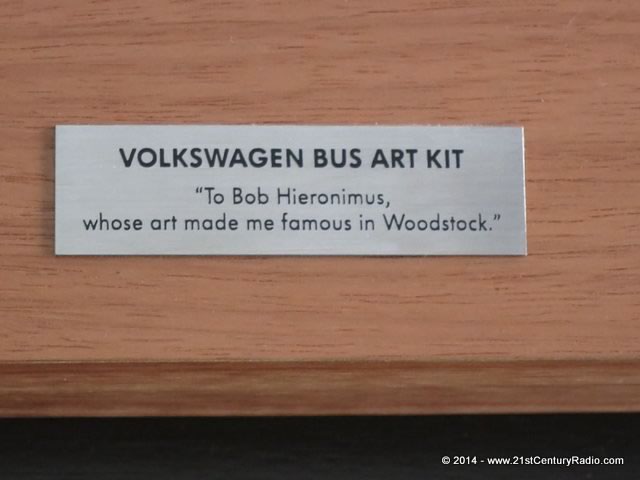 VOLKSWAGEN BUS ART KIT
“To Bob Hieronimus,
whose art made me famous in Woodstock.”
© 2014 - www.21stCenturyRadio.com